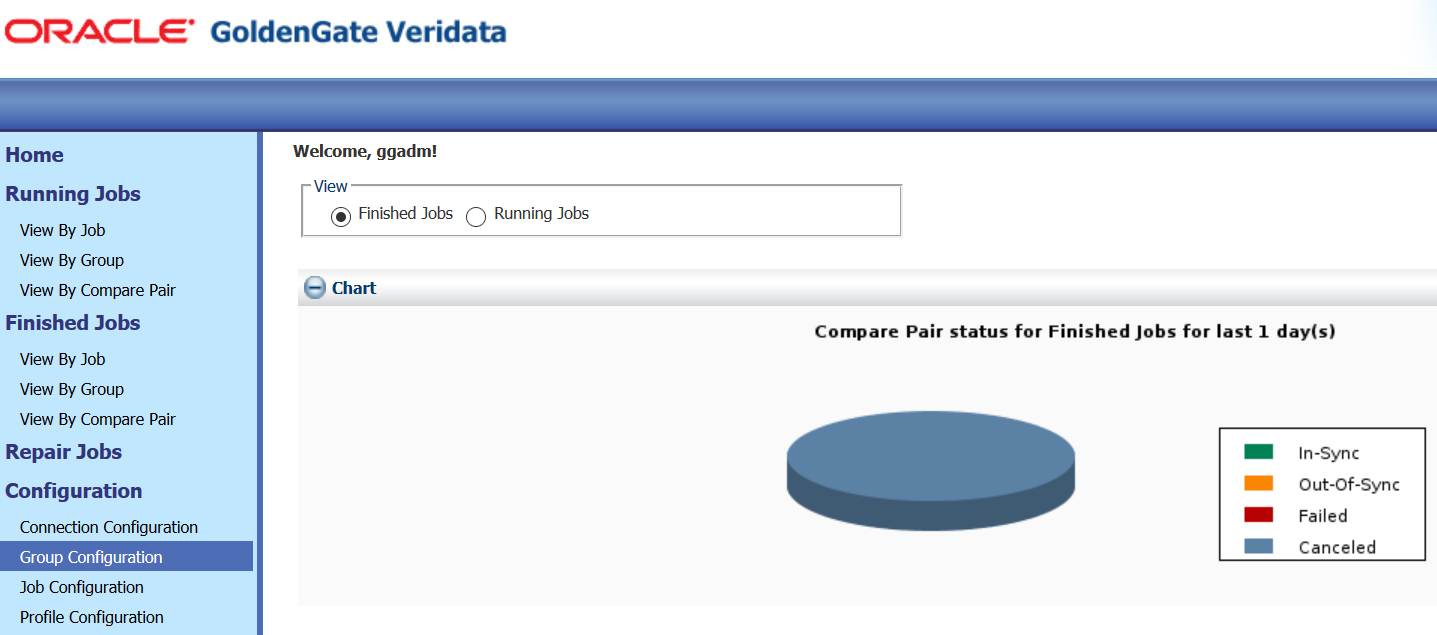 ORACLE GoldenGate Veridata
Home
Running Jobs
View By Job
View By Group
View By Compare Pair
Finished Jobs
View By Job
View By Group
View By Compare Pair
Repair Jobs
Configuration
Connection Configuration
Group Configuration
Job Configuration
Profile Configuration
Welcome, ggadm!
View
Finished Jobs Running Jobs
Chart
Compare Pair status for Finished Jobs for last 1 day(s)
In-Sync
Out-Of-Sync
Failed
Canceled